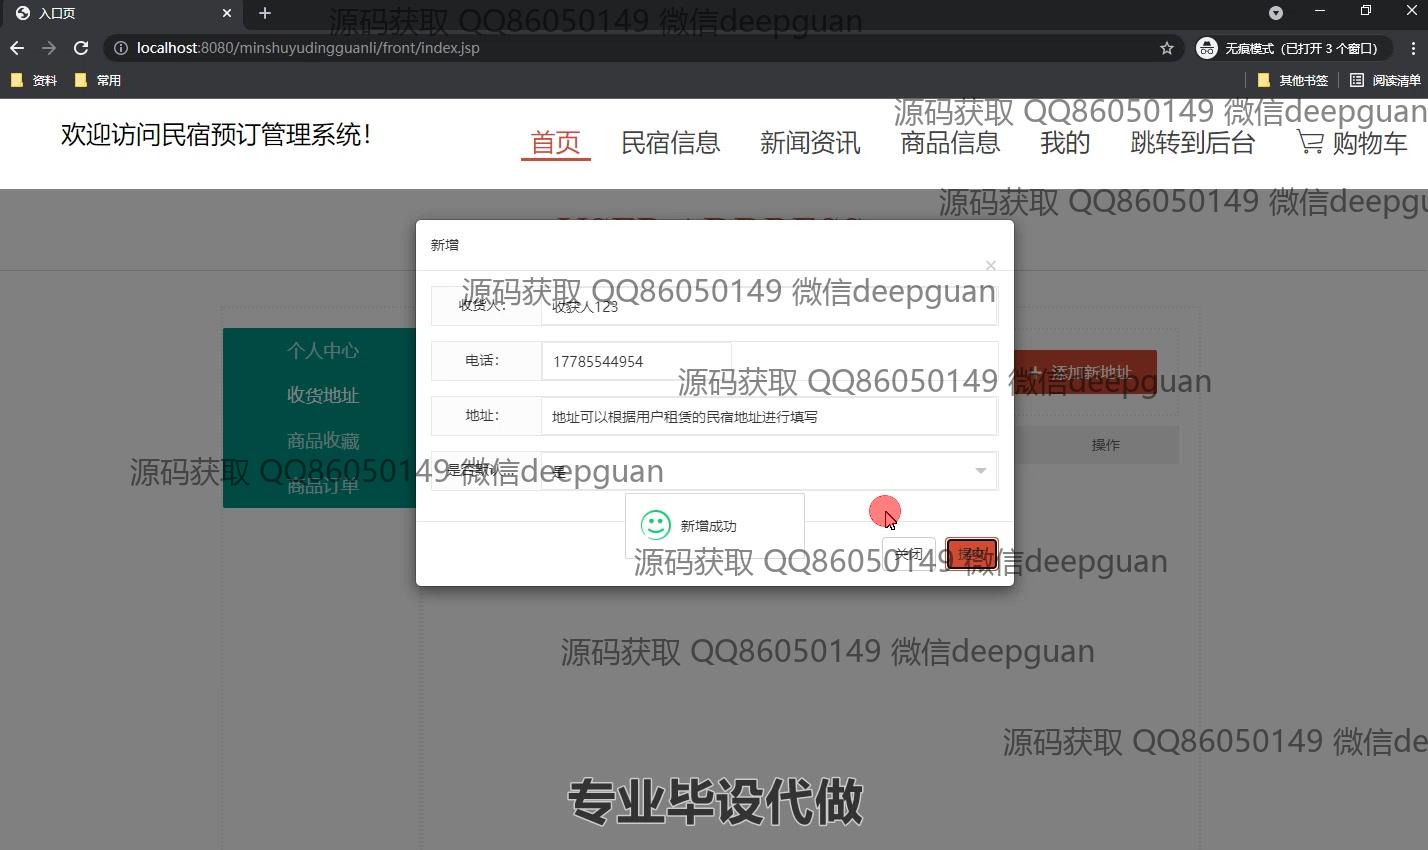 入口页
源码获取 QQ86050149 微信deepguan
localhost:8080/minshuyudingguanli/front/index.jsp
无痕模式（已打开 3 个窗口）
资料 常用 其他书签 阅读清单
源码获取 QQ86050149 微信deepguan
欢迎访问民宿预订管理系统！
首页 民宿信息 新闻资讯 商品信息 我的 跳转到后台 购物车
源码获取 QQ86050149 微信deepgu
新增
源码获取 QQ86050149 微信deepguan
收货人： 收获人123
个人中心
电话： 17785544954
添加新地址
源码获取 QQ86050149 微信deepguan
收货地址
地址： 地址可以根据用户租赁的民宿地址进行填写
商品收藏
操作
是
源码获取 QQ86050149 微信deepguan
商品订单
新增成功
关闭 提交
源码获取 QQ86050149 微信deepguan
源码获取 QQ86050149 微信deepguan
源码获取 QQ86050149 微信de
专业毕设代做